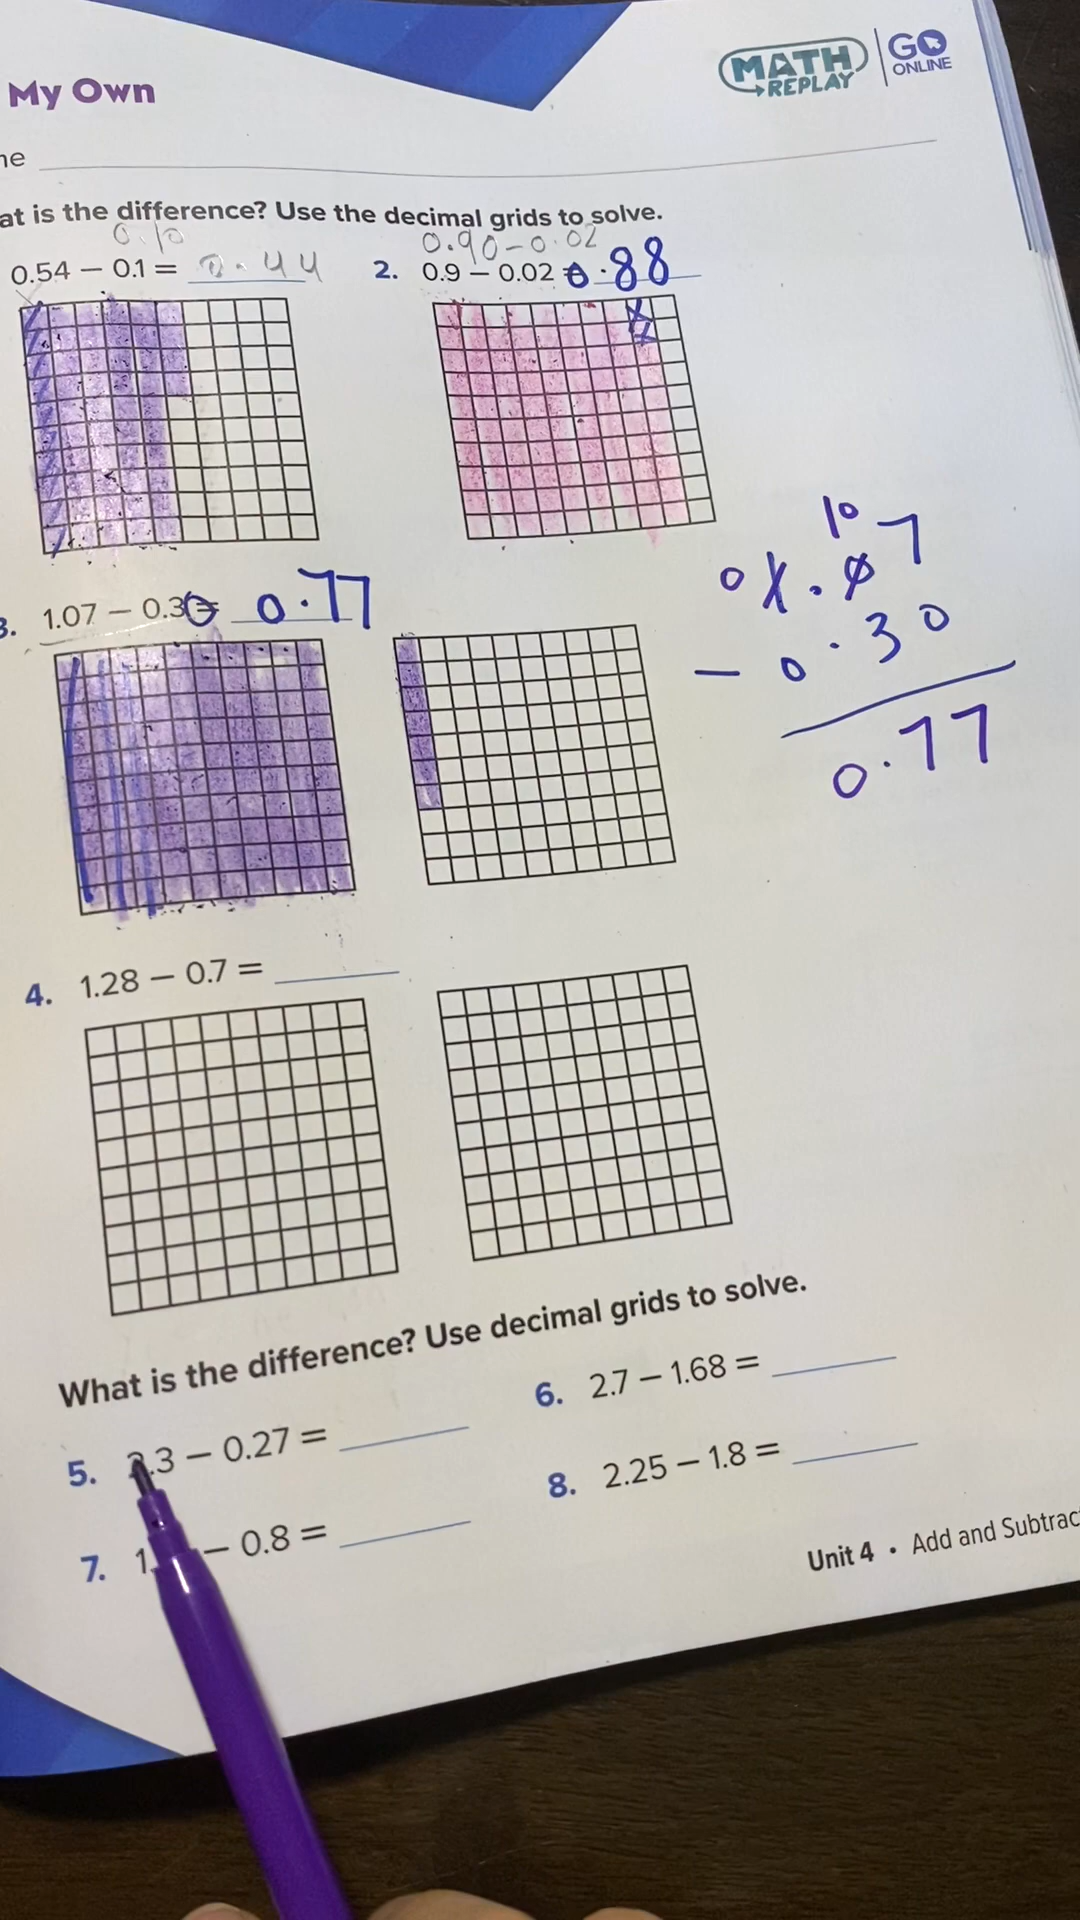 My Own
MATH
REPLAY
GO
ONLINE
ne
at is the difference? Use the decimal grids to solve.
0.10
0.90-0.02
0.54 – 0.1 = 0.44
2. 0.9 – 0.02 0.88
3. 1.07 – 0.30= 0.77
10
0 1.0 7
– 0.30
0.77
4. 1.28 – 0.7 =
What is the difference? Use decimal grids to solve.
5. 2.3 – 0.27 =
6. 2.7 – 1.68 =
7. 1. – 0.8 =
8. 2.25 – 1.8 =
Unit 4 • Add and Subtrac